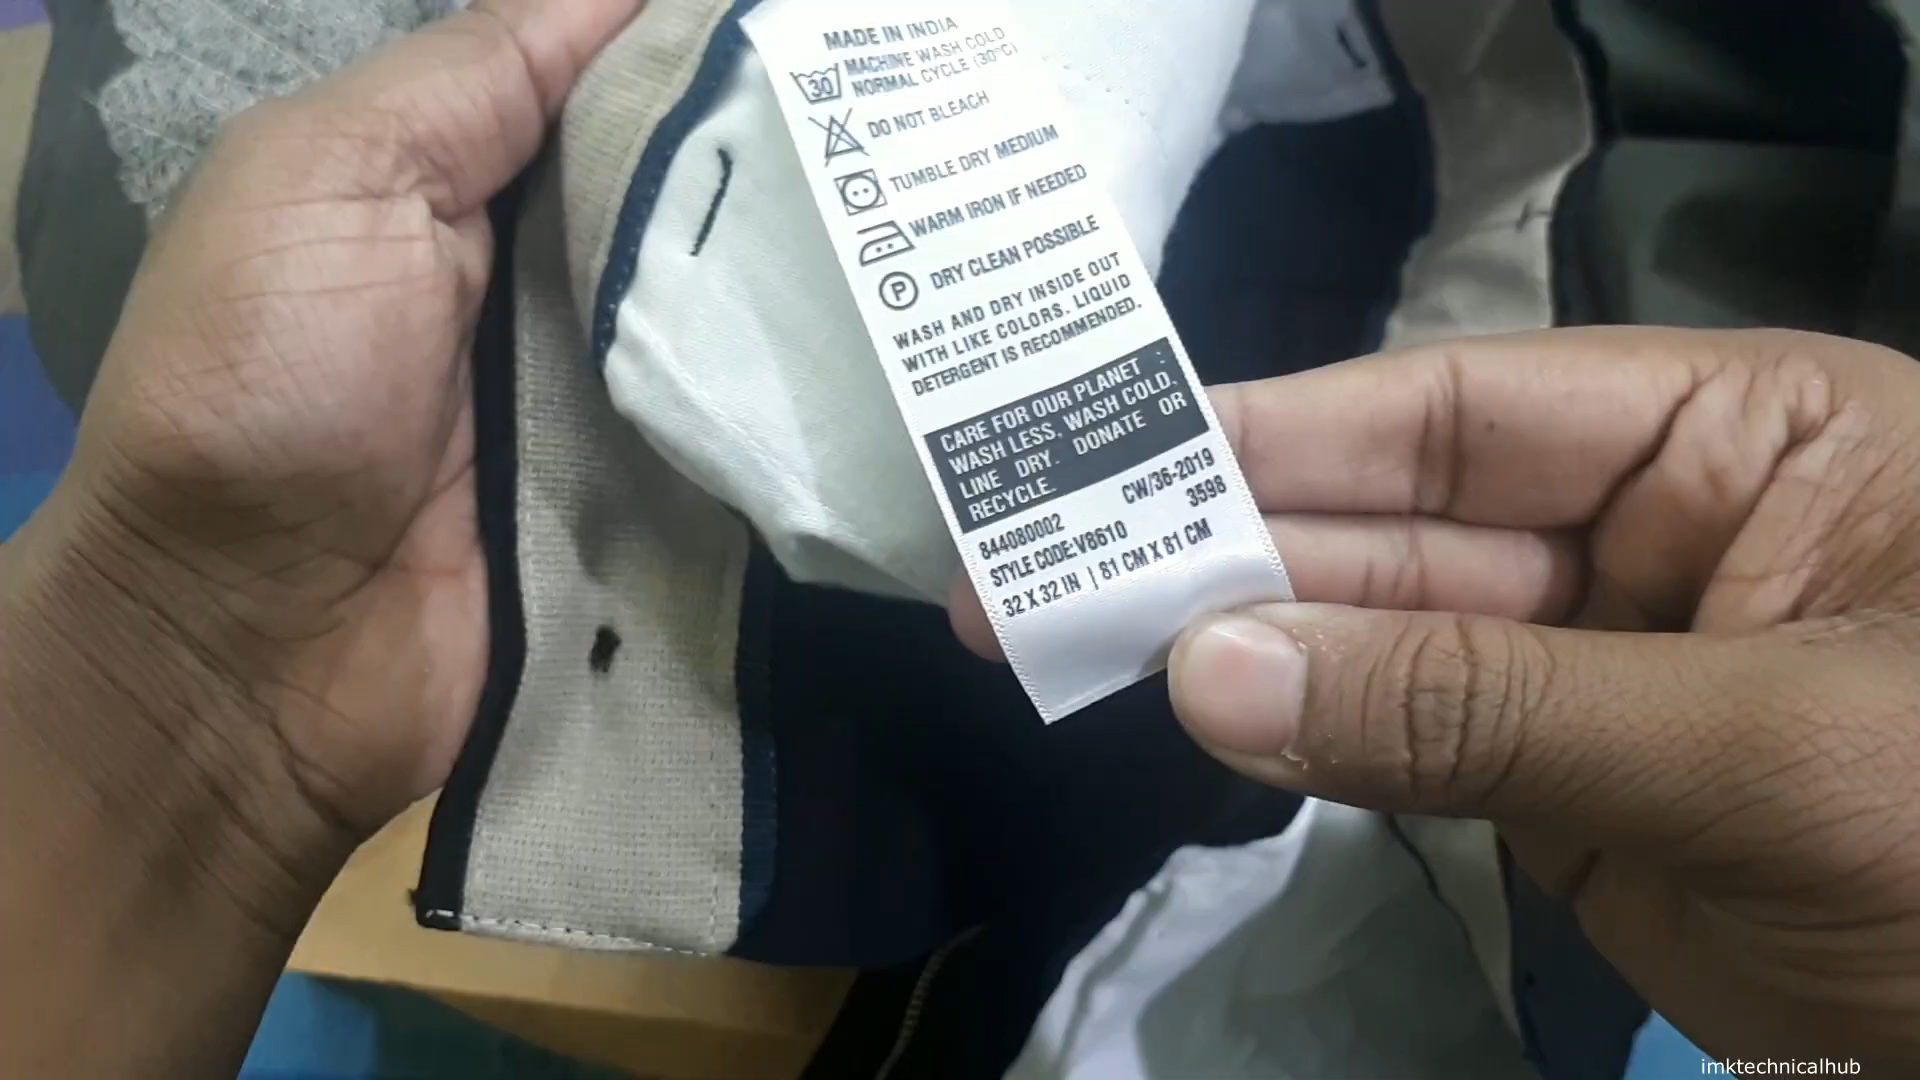 MADE IN INDIA
30
MACHINE WASH COLD
NORMAL CYCLE (30°C)
DO NOT BLEACH
TUMBLE DRY MEDIUM
WARM IRON IF NEEDED
P
DRY CLEAN POSSIBLE
WASH AND DRY INSIDE OUT
WITH LIKE COLORS. LIQUID
DETERGENT IS RECOMMENDED.
CARE FOR OUR PLANET :
WASH LESS, WASH COLD,
LINE DRY. DONATE OR
RECYCLE.
CW/36-2019
844080002 3598
STYLE CODE:V8610
32 X 32 IN | 81 CM X 81 CM
imktechnicalhub